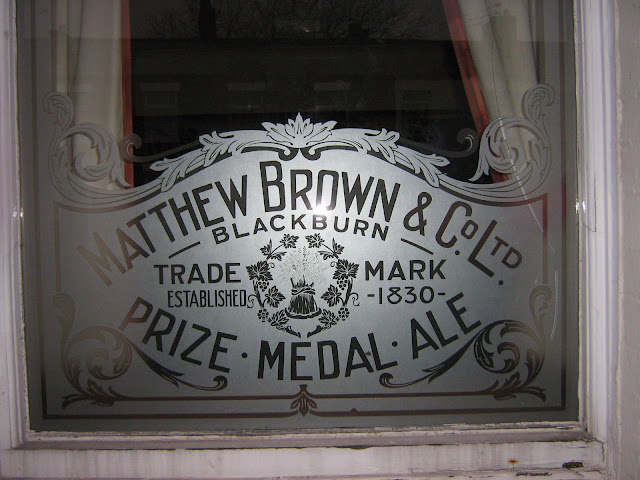 MATTHEW BROWN & CO. LTD.
BLACKBURN
TRADE MARK
ESTABLISHED -1830-
PRIZE · MEDAL · ALE